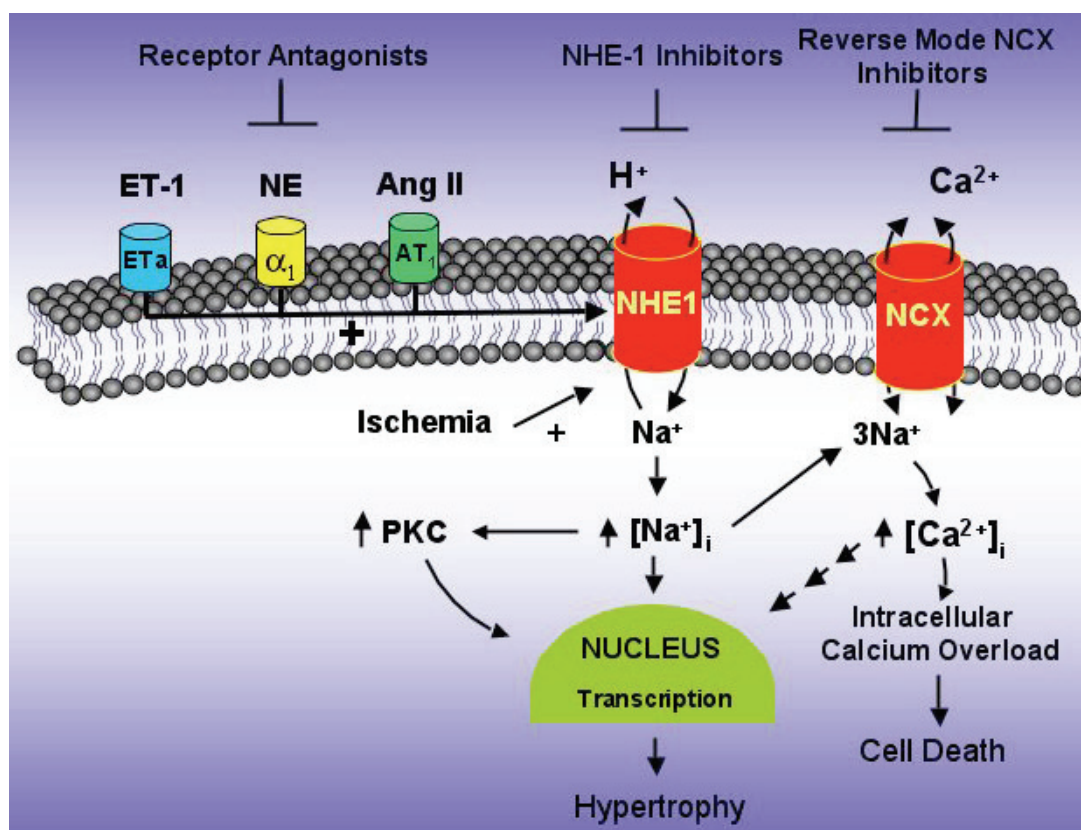 Receptor Antagonists
NHE-1 Inhibitors
Reverse Mode NCX
Inhibitors
ET-1
NE
Ang II
H⁺
Ca²⁺
ETa
α₁
AT₁
NHE1
NCX
+
Ischemia
+
Na⁺
3Na⁺
PKC
[Na⁺]ᵢ
[Ca²⁺]ᵢ
NUCLEUS
Transcription
Intracellular
Calcium Overload
Cell Death
Hypertrophy